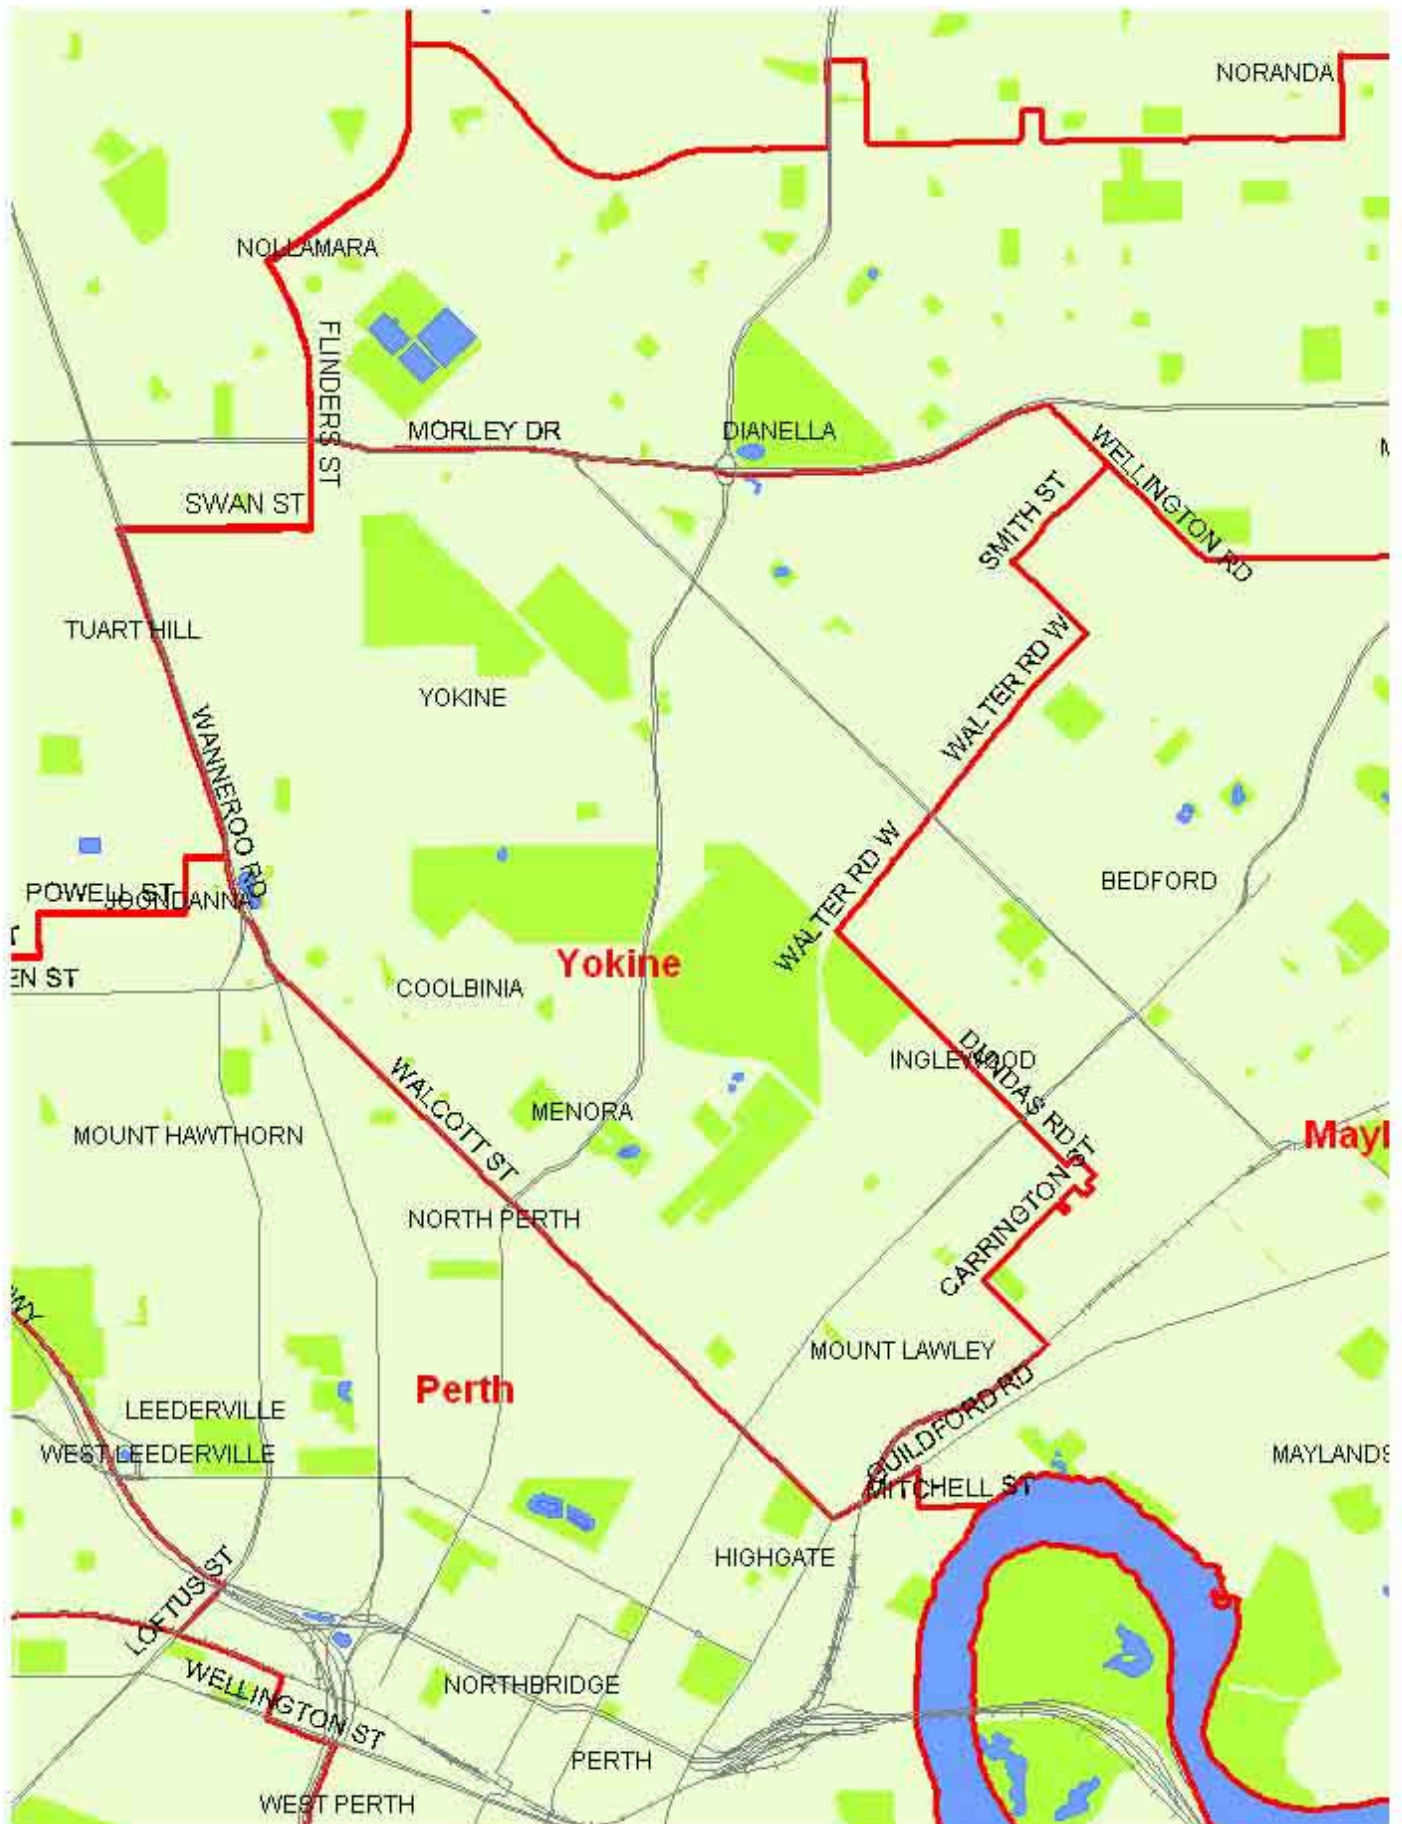 NORANDA
NOLLAMARA
FLINDERS ST
MORLEY DR
DIANELLA
WELLINGTON RD
SWAN ST
SMITH ST
TUART HILL
WALTER RD W
YOKINE
WANNEROO RD
WALTER RD W
BEDFORD
POWELL ST
JOONDANNA
Yokine
EN ST
COOLBINIA
INGLEWOOD
DUNDAS RD
WALCOTT ST
MENORA
MOUNT HAWTHORN
Mayl
CARRINGTON ST
NORTH PERTH
WY
MOUNT LAWLEY
Perth
GUILDFORD RD
LEEDERVILLE
WEST LEEDERVILLE
MAYLANDS
MITCHELL ST
HIGHGATE
LOFTUS ST
WELLINGTON ST
NORTHBRIDGE
PERTH
WEST PERTH